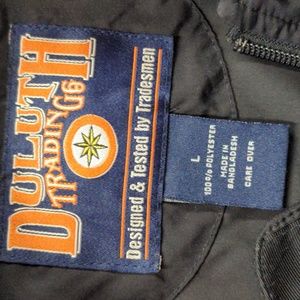 DULUTH
TRADING Co
Designed & Tested by Tradesmen
L
100% POLYESTER
MADE IN
BANGLADESH
CARE OVER